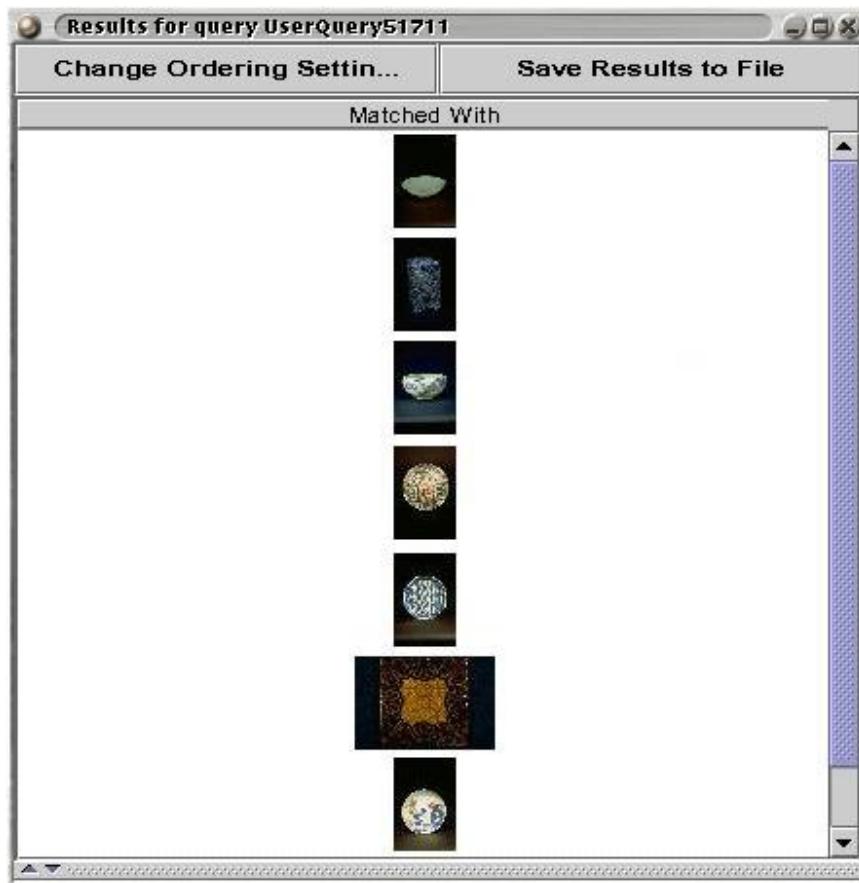 Results for query UserQuery51711
Change Ordering Settin...
Save Results to File
Matched With